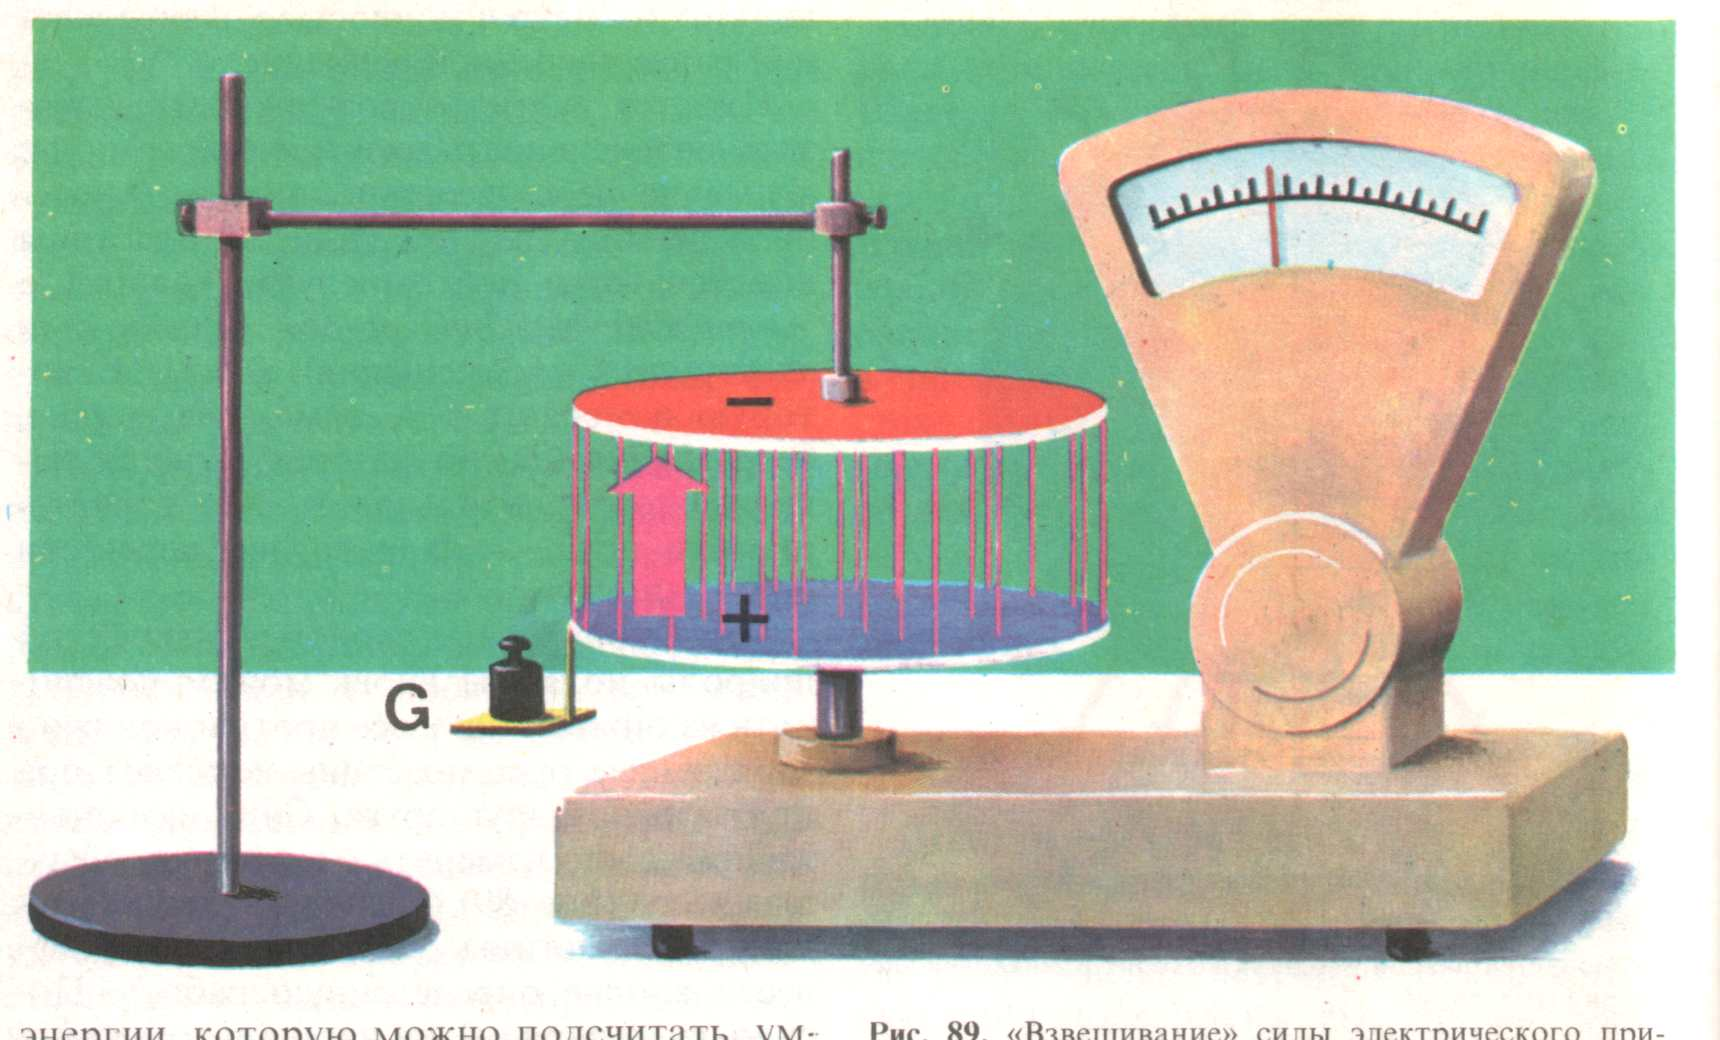 −
+
G
энергии, которую можно подсчитать, ум-
Рис. 89. «Взвешивание» силы электрического при-